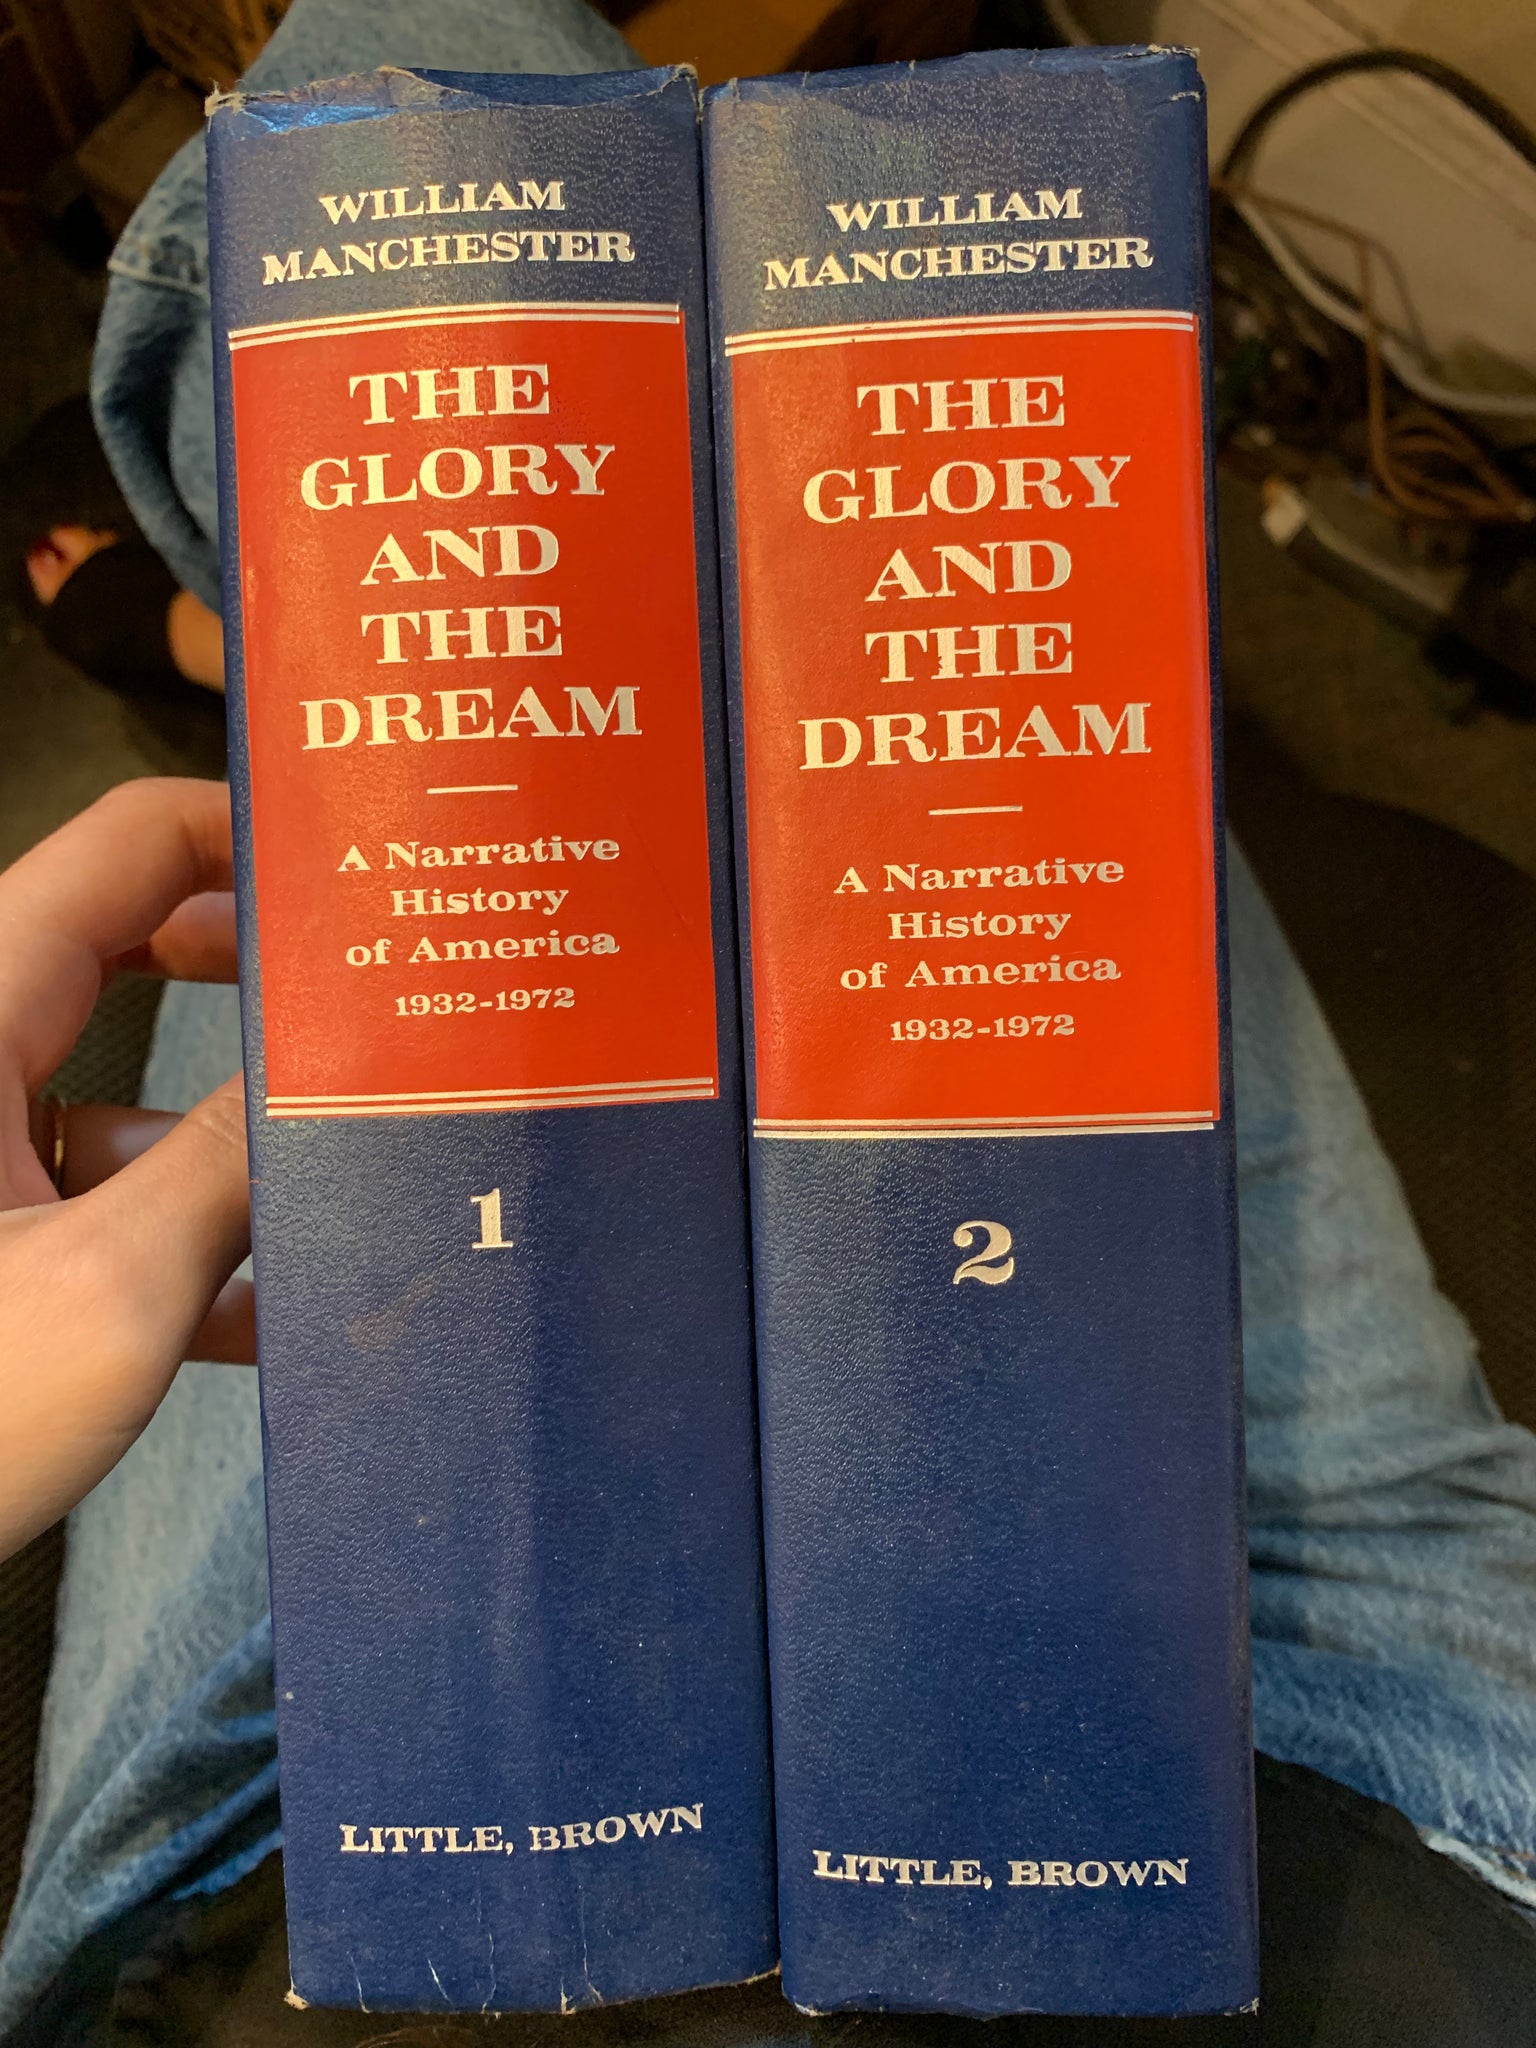 WILLIAM
MANCHESTER
THE
GLORY
AND
THE
DREAM
A Narrative
History
of America
1932-1972
1
LITTLE, BROWN
WILLIAM
MANCHESTER
THE
GLORY
AND
THE
DREAM
A Narrative
History
of America
1932-1972
2
LITTLE, BROWN